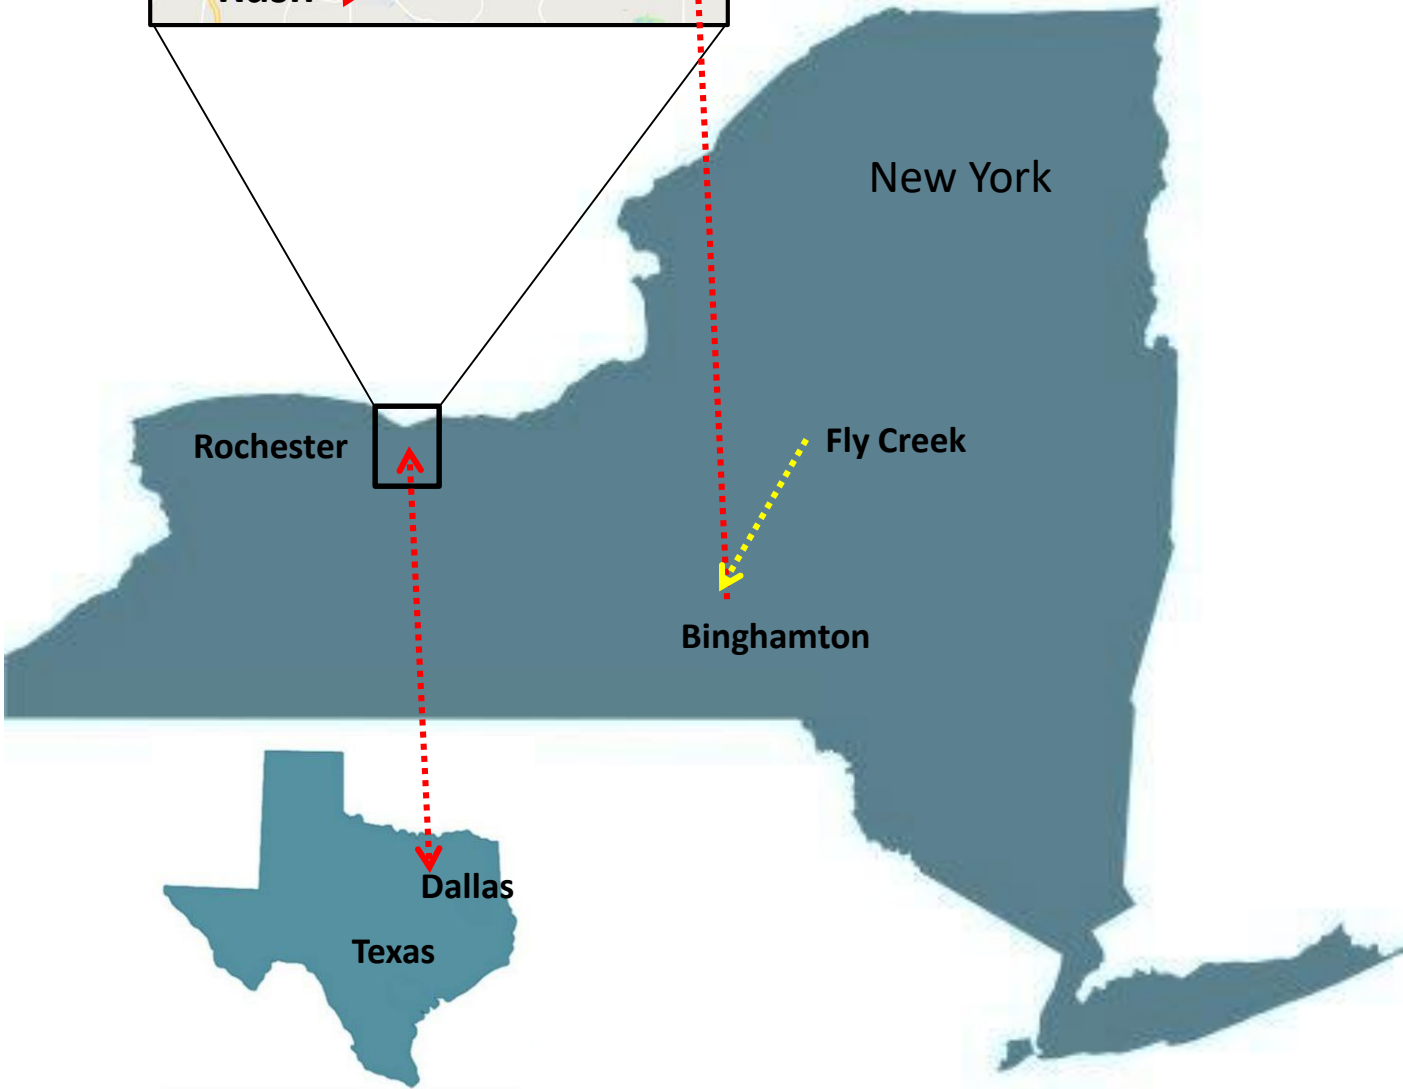 New York
Rochester
Fly Creek
Binghamton
Dallas
Texas